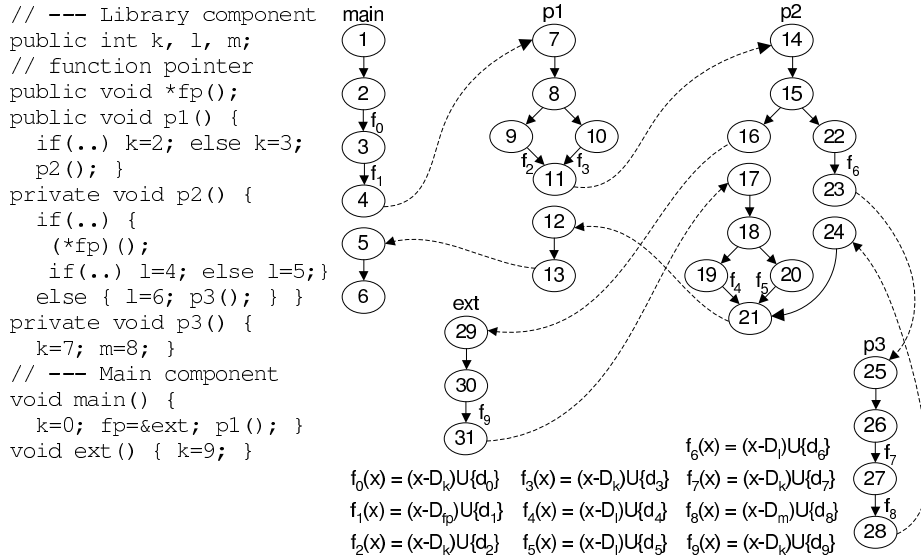 // --- Library component
public int k, l, m;
// function pointer
public void *fp();
public void p1() {
  if(..) k=2; else k=3;
  p2(); }
private void p2() {
  if(..) {
   (*fp)();
   if(..) l=4; else l=5;}
  else { l=6; p3(); } }
private void p3() {
  k=7; m=8; }
// --- Main component
void main() {
  k=0; fp=&ext; p1(); }
void ext() { k=9; }
main
1
2
f0
3
f1
4
5
6
p1
7
8
9
10
f2
f3
11
12
13
ext
29
30
f9
31
p2
14
15
16
22
f6
17
23
18
24
19
f4
f5
20
21
p3
25
26
f7
27
f8
28
f6(x) = (x-Dl)U{d6}
f0(x) = (x-Dk)U{d0} f3(x) = (x-Dk)U{d3} f7(x) = (x-Dk)U{d7}
f1(x) = (x-Dfp)U{d1} f4(x) = (x-Dl)U{d4} f8(x) = (x-Dm)U{d8}
f2(x) = (x-Dk)U{d2} f5(x) = (x-Dl)U{d5} f9(x) = (x-Dk)U{d9}